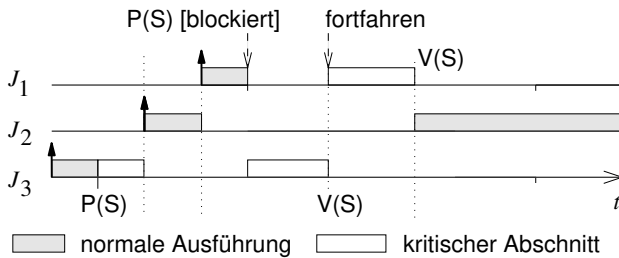 P(S) [blockiert] fortfahren
J1 V(S)
J2
J3
P(S) V(S) t
normale Ausführung kritischer Abschnitt